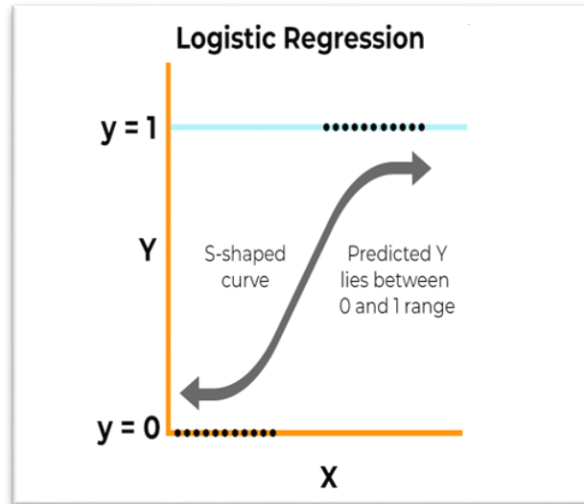 Logistic Regression
y = 1
Y
S-shaped
curve
Predicted Y
lies between
0 and 1 range
y = 0
X